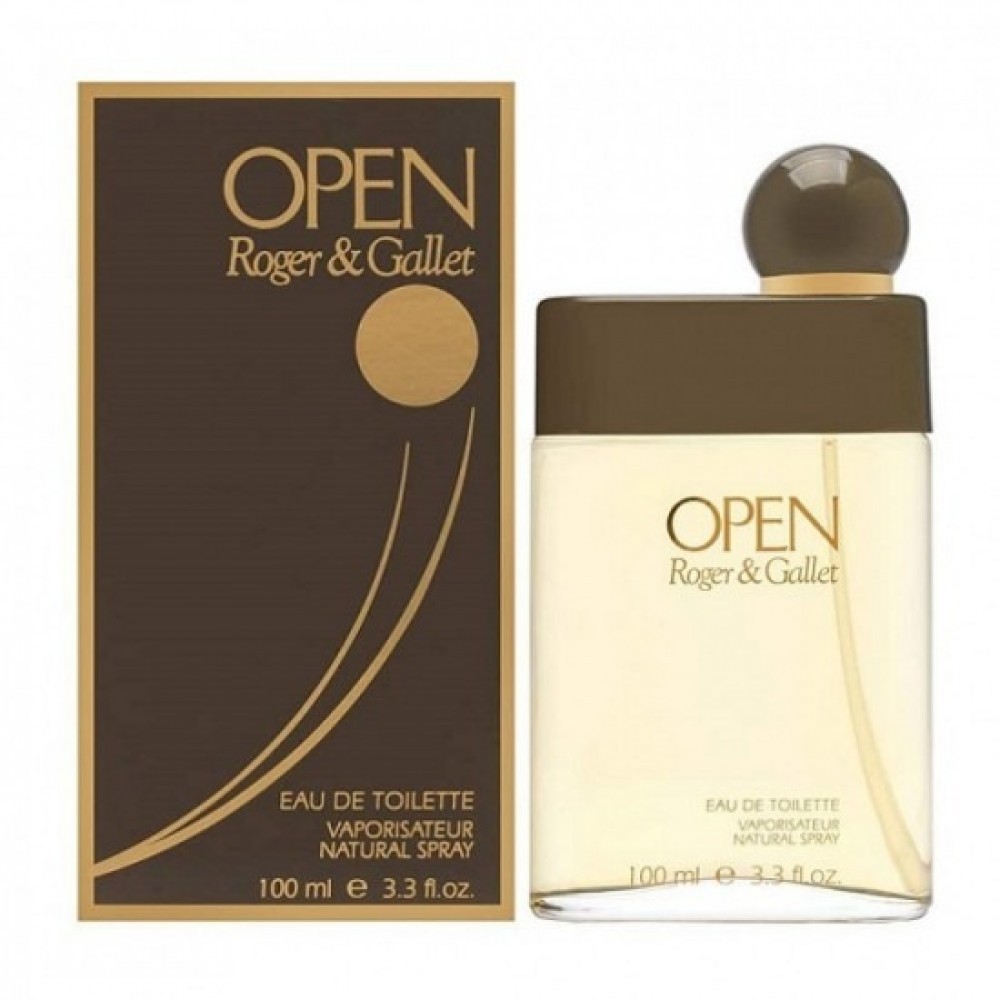 OPEN
Roger & Gallet
EAU DE TOILETTE
VAPORISATEUR
NATURAL SPRAY
100 ml e 3.3 fl.oz.
OPEN
Roger & Gallet
EAU DE TOILETTE
VAPORISATEUR
NATURAL SPRAY
100 ml e 3.3 fl.oz.